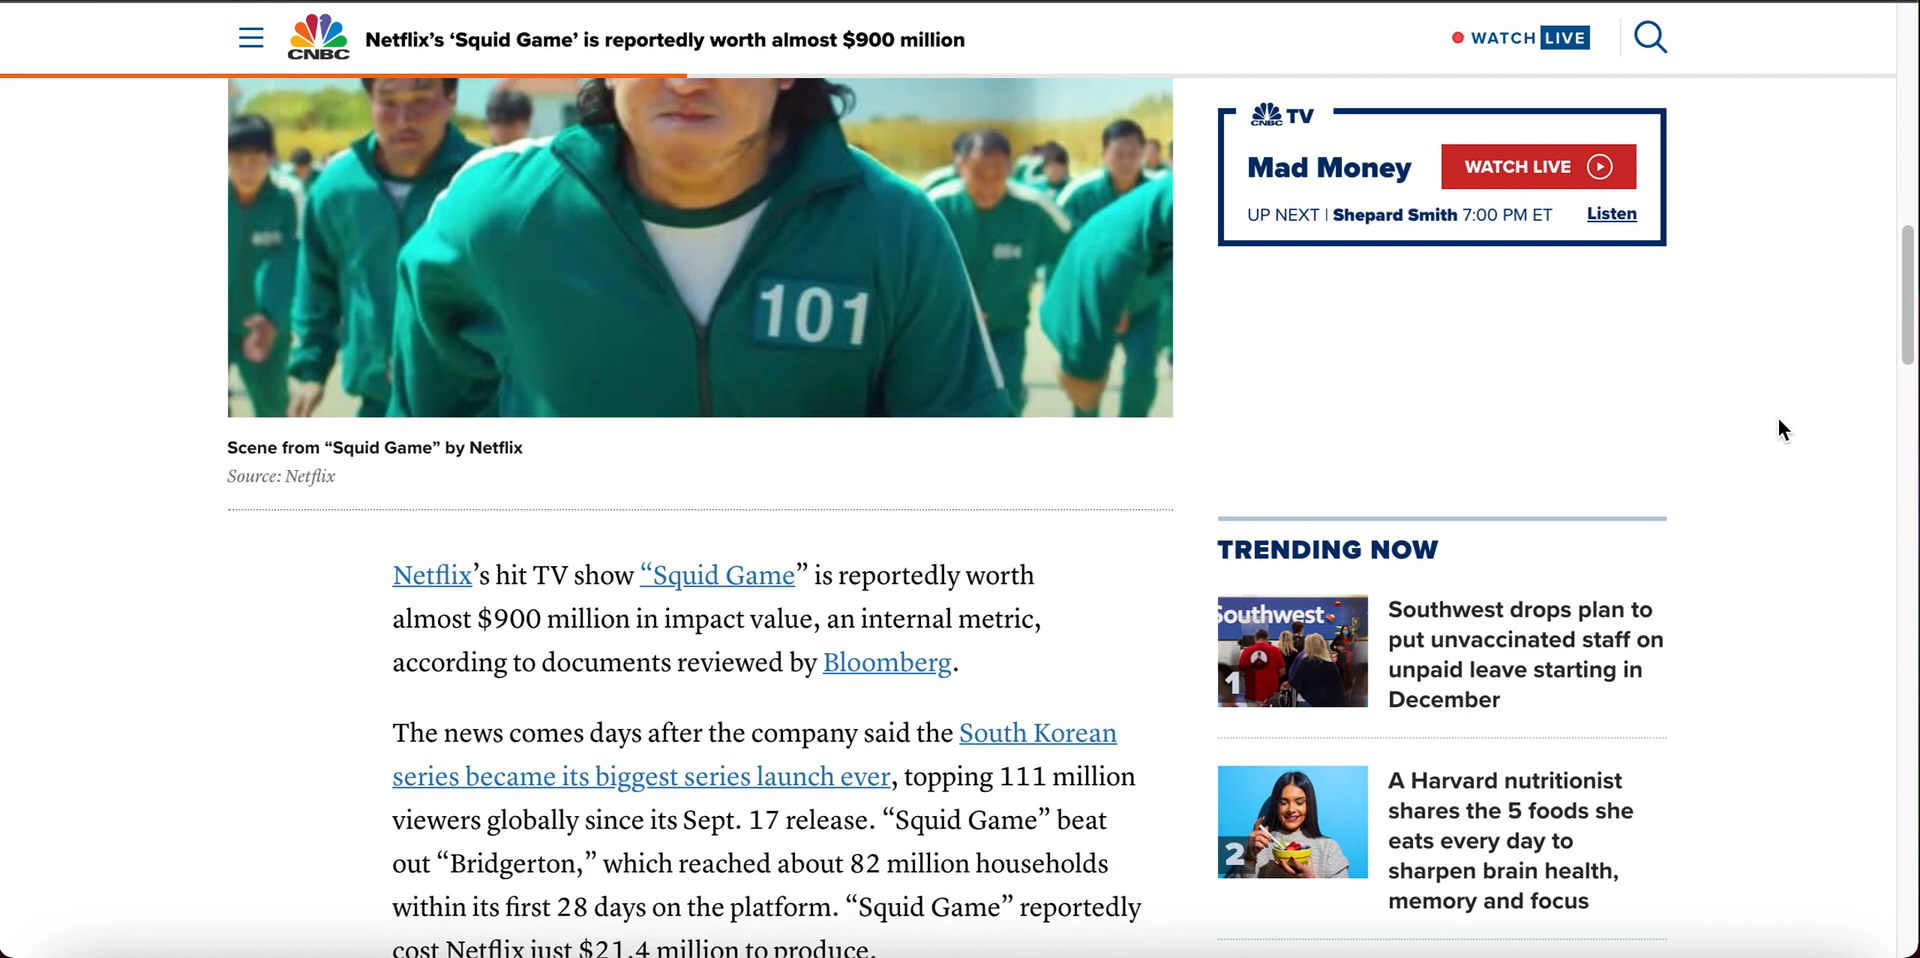 CNBC
Netflix’s ‘Squid Game’ is reportedly worth almost $900 million
WATCH LIVE
101
Scene from “Squid Game” by Netflix
Source: Netflix
Netflix’s hit TV show “Squid Game” is reportedly worth
almost $900 million in impact value, an internal metric,
according to documents reviewed by Bloomberg.
The news comes days after the company said the South Korean
series became its biggest series launch ever, topping 111 million
viewers globally since its Sept. 17 release. “Squid Game” beat
out “Bridgerton,” which reached about 82 million households
within its first 28 days on the platform. “Squid Game” reportedly
cost Netflix just $21.4 million to produce.
CNBC TV
Mad Money
WATCH LIVE
UP NEXT | Shepard Smith 7:00 PM ET
Listen
TRENDING NOW
Southwest
1
Southwest drops plan to
put unvaccinated staff on
unpaid leave starting in
December
2
A Harvard nutritionist
shares the 5 foods she
eats every day to
sharpen brain health,
memory and focus